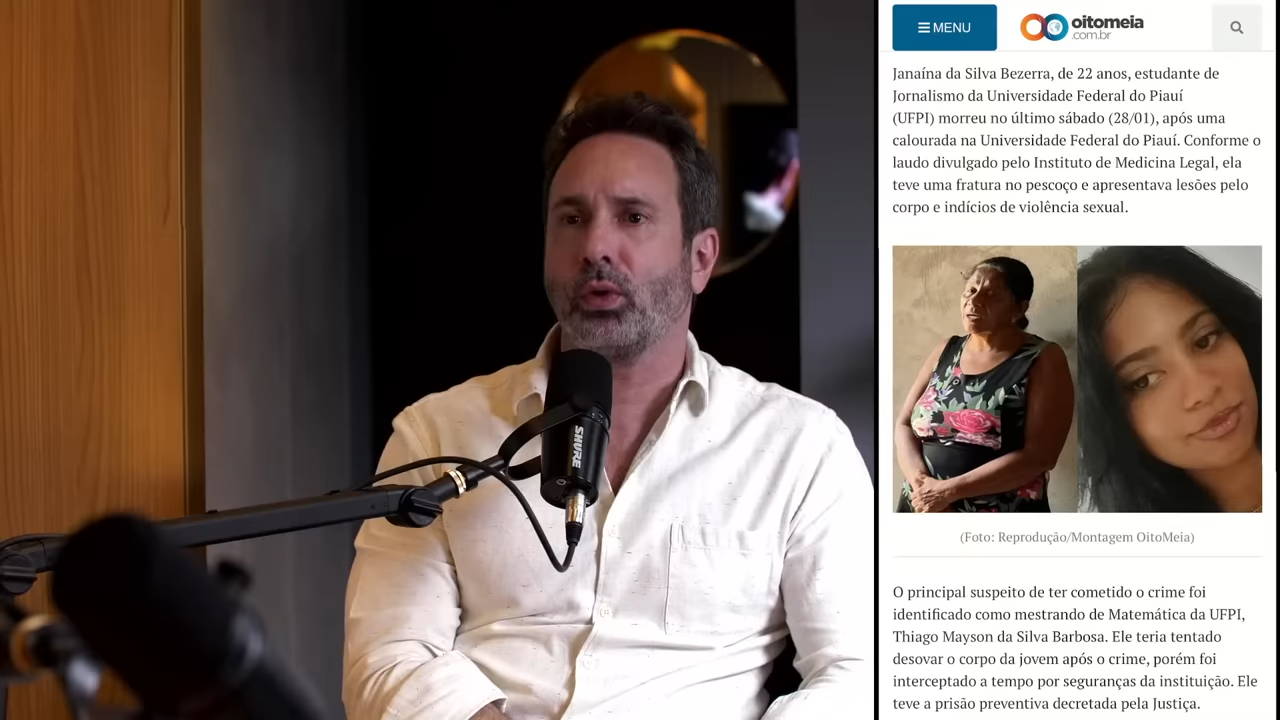 SHURE
MENU
oitomeia
.com.br
Janaína da Silva Bezerra, de 22 anos, estudante de
Jornalismo da Universidade Federal do Piauí
(UFPI) morreu no último sábado (28/01), após uma
calourada na Universidade Federal do Piauí. Conforme o
laudo divulgado pelo Instituto de Medicina Legal, ela
teve uma fratura no pescoço e apresentava lesões pelo
corpo e indícios de violência sexual.
(Foto: Reprodução/Montagem OitoMeia)
O principal suspeito de ter cometido o crime foi
identificado como mestrando de Matemática da UFPI,
Thiago Mayson da Silva Barbosa. Ele teria tentado
desovar o corpo da jovem após o crime, porém foi
interceptado a tempo por seguranças da instituição. Ele
teve a prisão preventiva decretada pela Justiça.